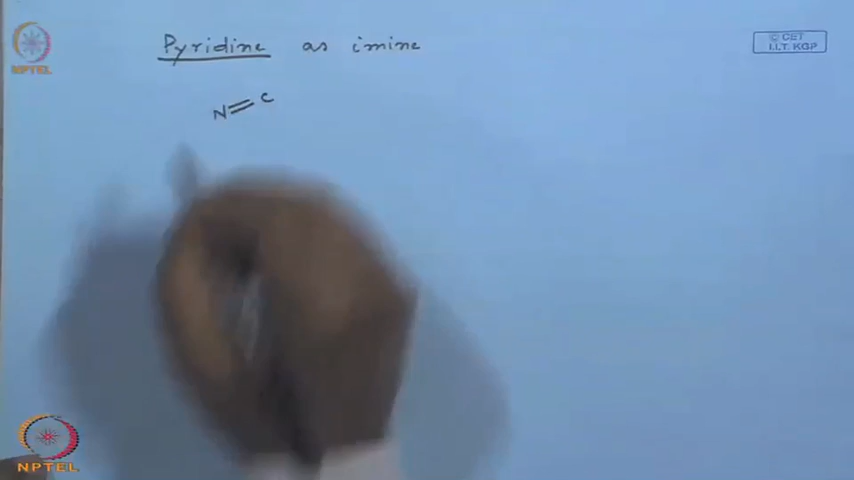 Pyridine as imine
© CET
I.I.T. KGP
NPTEL
N=C
NPTEL